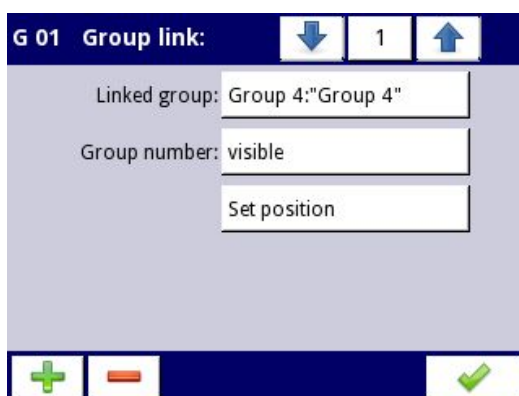 G 01 Group link: 1
Linked group: Group 4:"Group 4"
Group number: visible
Set position